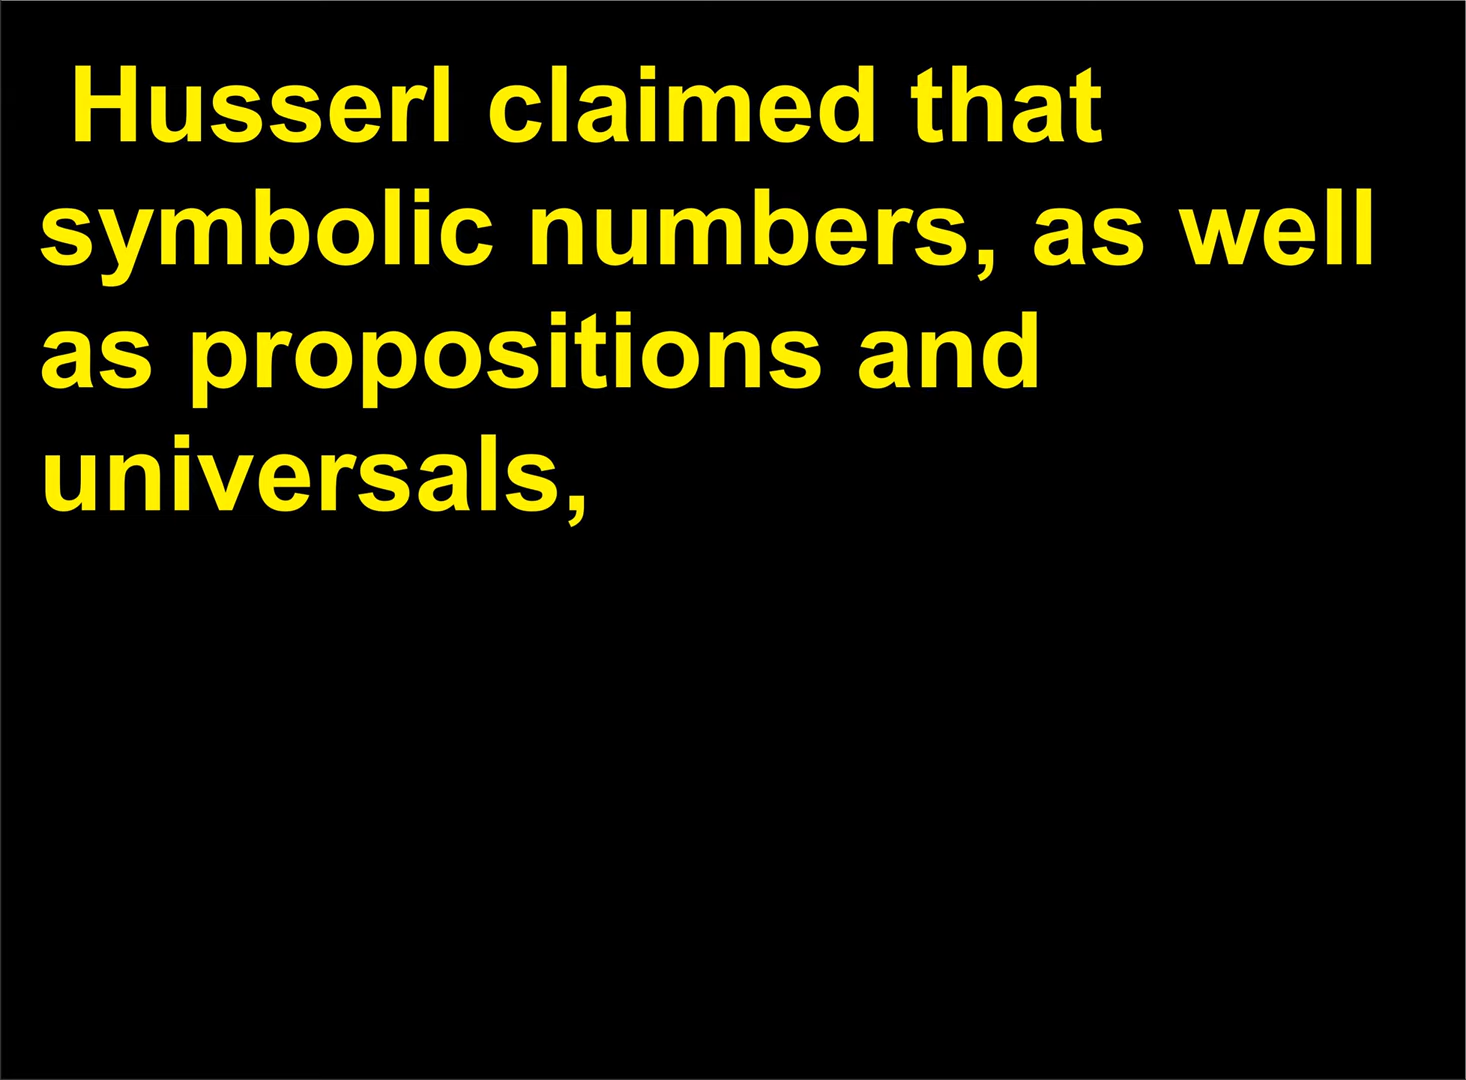 Husserl claimed that
symbolic numbers, as well
as propositions and
universals,